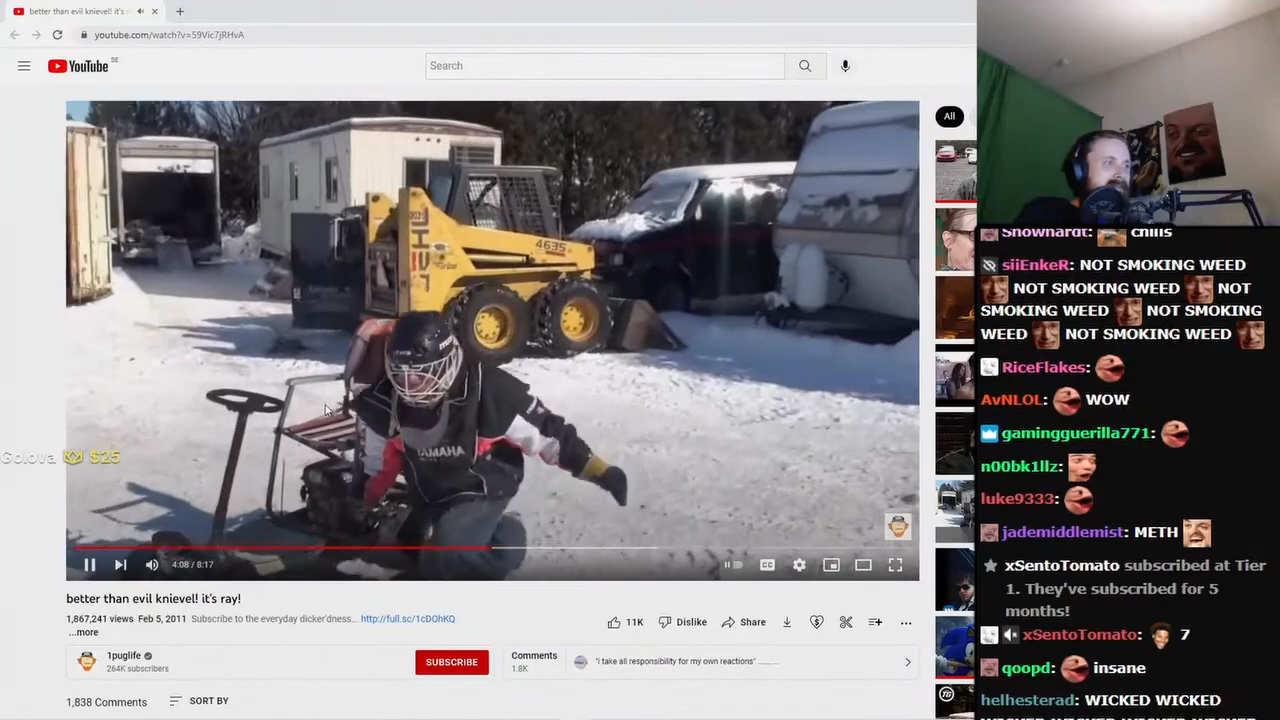 better than evil knievel! it's
youtube.com/watch?v=59Vic7jRHvA
YouTube SE
Search
All
4635
YAMAHA
Golova $25
4:08 / 8:17
CC
better than evil knievel! it's ray!
1,867,241 views Feb 5, 2011 Subscribe to the everyday dicker'dness... http://full.sc/1cDOhKQ
...more
11K Dislike Share
1puglife
264K subscribers
SUBSCRIBE
Comments
1.8K
"I take all responsibility for my own reactions"
1,838 Comments SORT BY
Snowhardt: chills
siiEnkeR: NOT SMOKING WEED
NOT SMOKING WEED NOT
SMOKING WEED NOT SMOKING
WEED NOT SMOKING WEED
RiceFlakes:
AvNLOL: WOW
gamingguerilla771:
n00bk1llz:
luke9333:
jademiddlemist: METH
xSentoTomato subscribed at Tier
1. They've subscribed for 5
months!
xSentoTomato: 7
qoopd: insane
helhesterad: WICKED WICKED